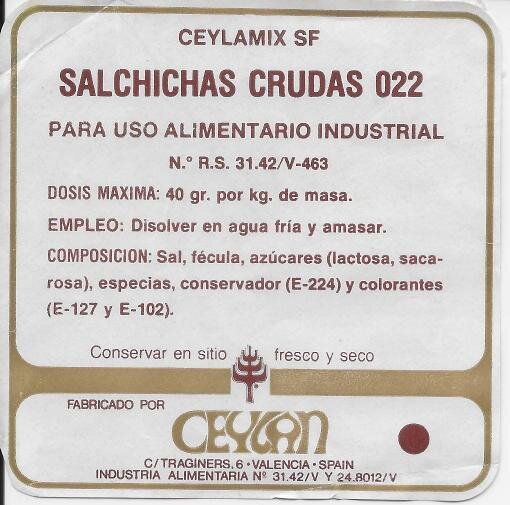 CEYLAMIX SF
SALCHICHAS CRUDAS 022
PARA USO ALIMENTARIO INDUSTRIAL
N.° R.S. 31.42/V-463
DOSIS MAXIMA: 40 gr. por kg. de masa.
EMPLEO: Disolver en agua fría y amasar.
COMPOSICION: Sal, fécula, azúcares (lactosa, saca-
rosa), especias, conservador (E-224) y colorantes
(E-127 y E-102).
Conservar en sitio fresco y seco
FABRICADO POR
CEYLAN
C/TRAGINERS, 6 · VALENCIA · SPAIN
INDUSTRIA ALIMENTARIA Nº 31.42/V Y 24.8012/V